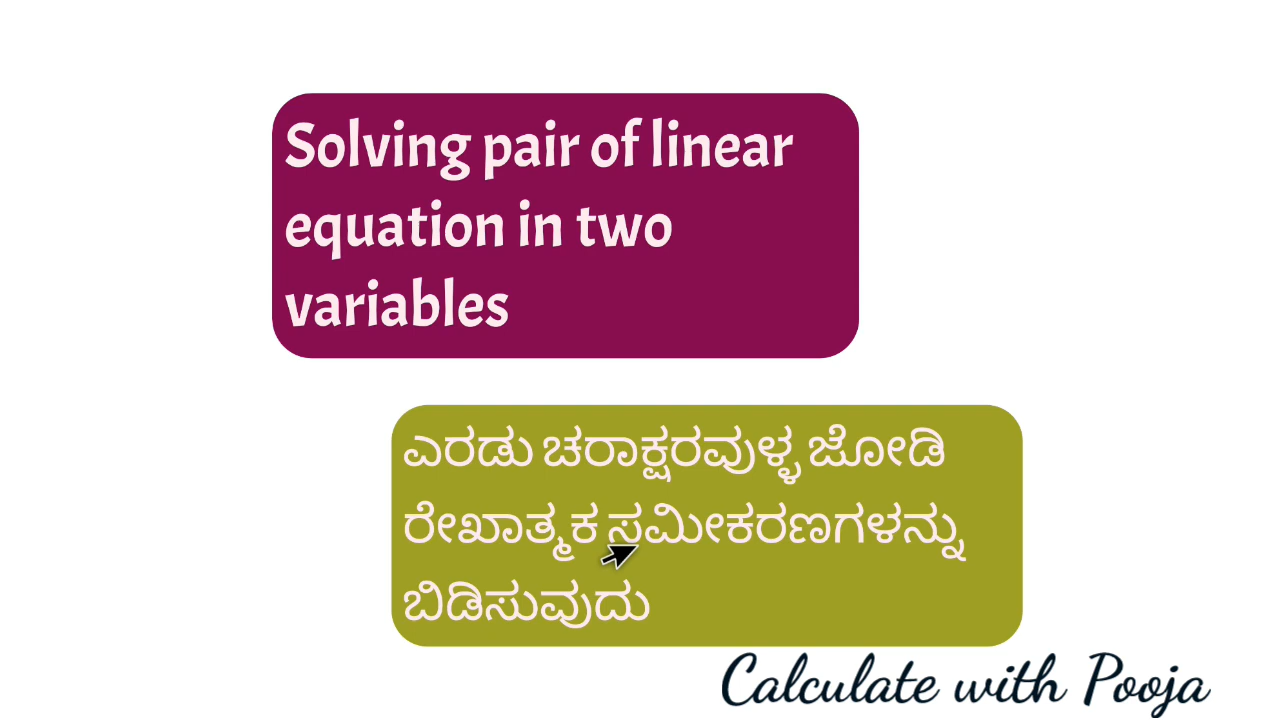 Solving pair of linear
equation in two
variables
ಎರಡು ಚರಾಕ್ಷರವುಳ್ಳ ಜೋಡಿ
ರೇಖಾತ್ಮಕ ಸಮೀಕರಣಗಳನ್ನು
ಬಿಡಿಸುವುದು
Calculate with Pooja